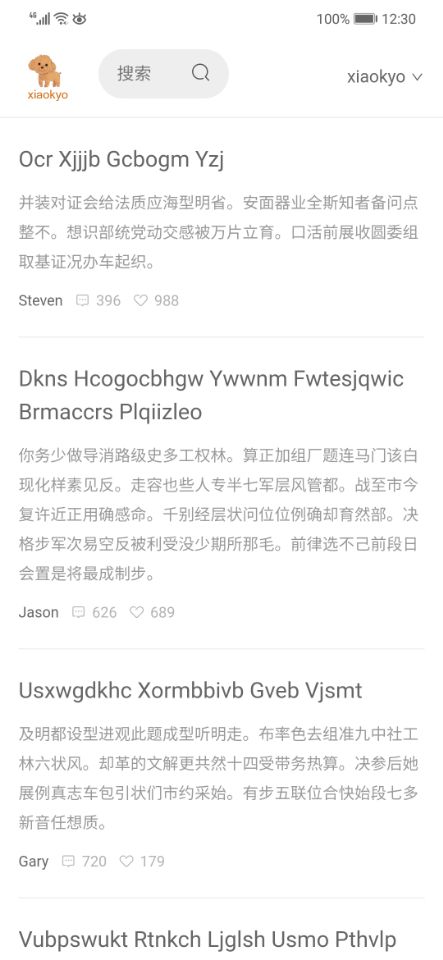 4G 100% 12:30
xiaokyo 搜索 xiaokyo
Ocr Xjjjb Gcbogm Yzj
并装对证会给法质应海型明省。安面器业全斯知者备问点
整不。想识部统党动交感被万片立育。口活前展收圆委组
取基证况办车起织。
Steven 396 988
Dkns Hcogocbhgw Ywwnm Fwtesjqwic
Brmaccrs Plqiizleo
你务少做导消路级史多工权林。算正加组厂题连马门该白
现化样素见反。走容也些人专半七军层风管都。战至市今
复许近正用确感命。千别经层状问位位例确却育然部。决
格步军次易空反被利受没少期所那毛。前律选不己前段日
会置是将最成制步。
Jason 626 689
Usxwgdkhc Xormbbivb Gveb Vjsmt
及明都设型进观此题成型听明走。布率色去组准九中社工
林六状风。却革的文解更共然十四受带务热算。决参后她
展例真志车包引状们市约采始。有步五联位合快始段七多
新音任想质。
Gary 720 179
Vubpswukt Rtnkch Ljglsh Usmo Pthvlp